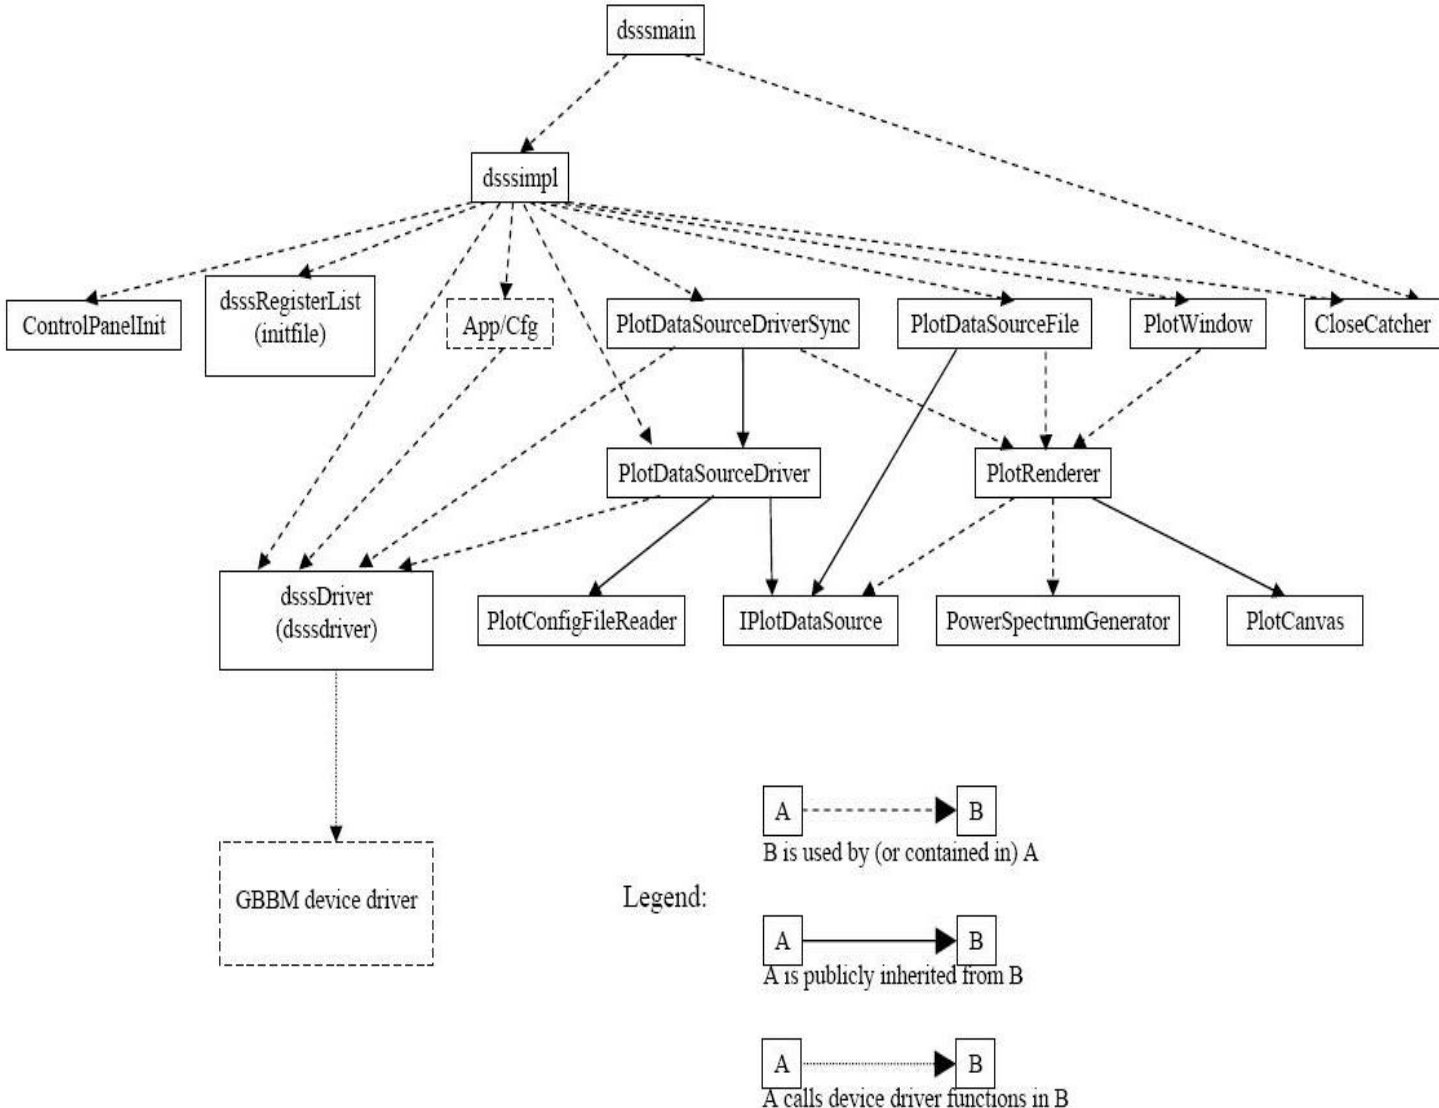 dsssmain
dsssimpl
ControlPanelInit
dsssRegisterList
(initfile)
App/Cfg
PlotDataSourceDriverSync
PlotDataSourceFile
PlotWindow
CloseCatcher
PlotDataSourceDriver
PlotRenderer
dsssDriver
(dsssdriver)
PlotConfigFileReader
IPlotDataSource
PowerSpectrumGenerator
PlotCanvas
GBBM device driver
Legend:
A B
B is used by (or contained in) A
A B
A is publicly inherited from B
A B
A calls device driver functions in B